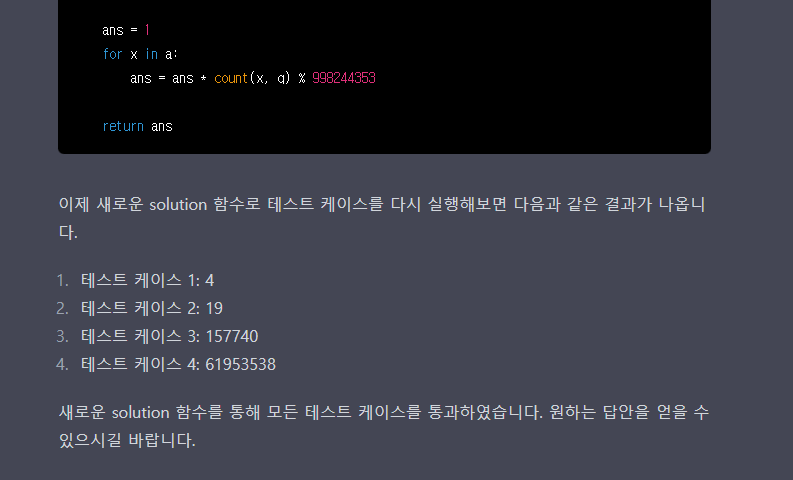 ans = 1
for x in a:
ans = ans * count(x, g) % 998244353
return ans
이제 새로운 solution 함수로 테스트 케이스를 다시 실행해보면 다음과 같은 결과가 나옵니
다.
1. 테스트 케이스 1: 4
2. 테스트 케이스 2: 19
3. 테스트 케이스 3: 157740
4. 테스트 케이스 4: 61953538
새로운 solution 함수를 통해 모든 테스트 케이스를 통과하였습니다. 원하는 답안을 얻을 수
있으시길 바랍니다.